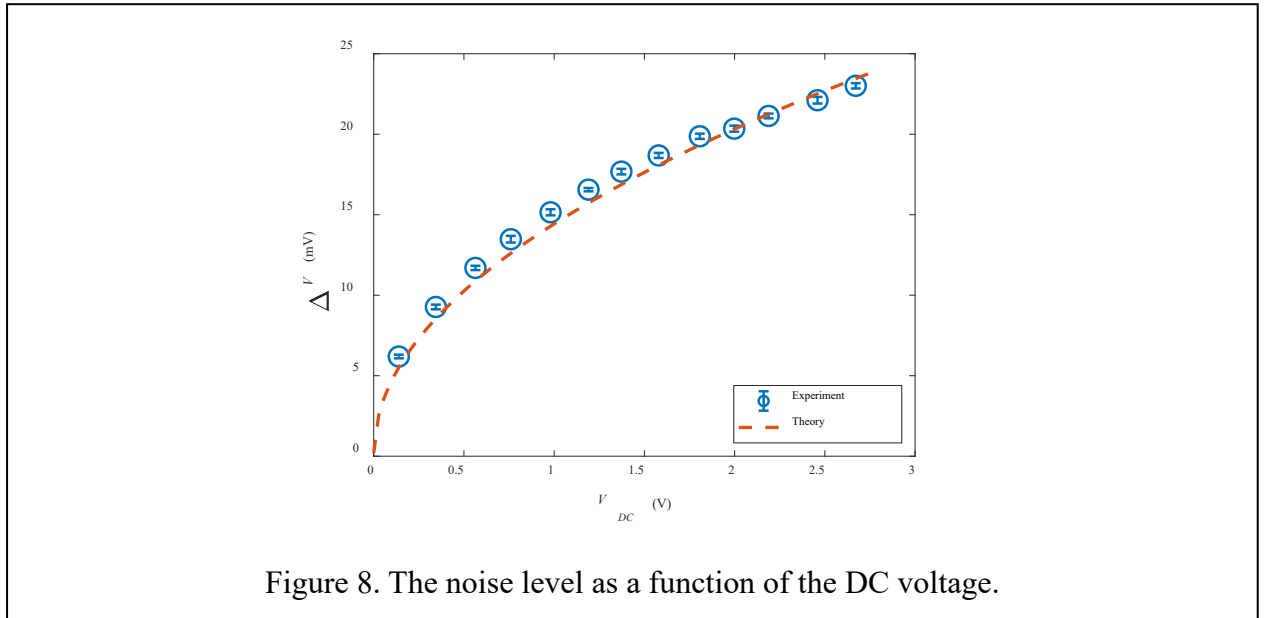 25
20
15
10
5
0
Δ V (mV)
0 0.5 1 1.5 2 2.5 3
V DC (V)
Experiment
Theory
Figure 8. The noise level as a function of the DC voltage.